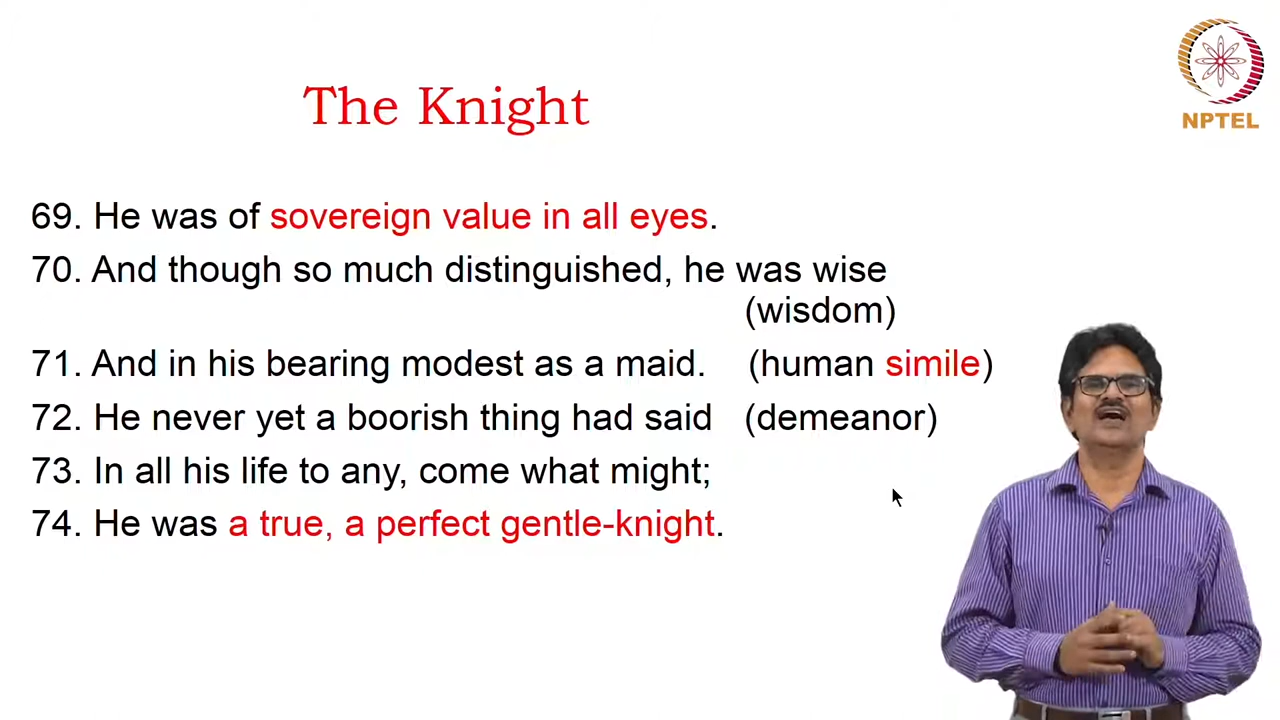 The Knight
NPTEL
69. He was of sovereign value in all eyes.
70. And though so much distinguished, he was wise
(wisdom)
71. And in his bearing modest as a maid. (human simile)
72. He never yet a boorish thing had said (demeanor)
73. In all his life to any, come what might;
74. He was a true, a perfect gentle-knight.